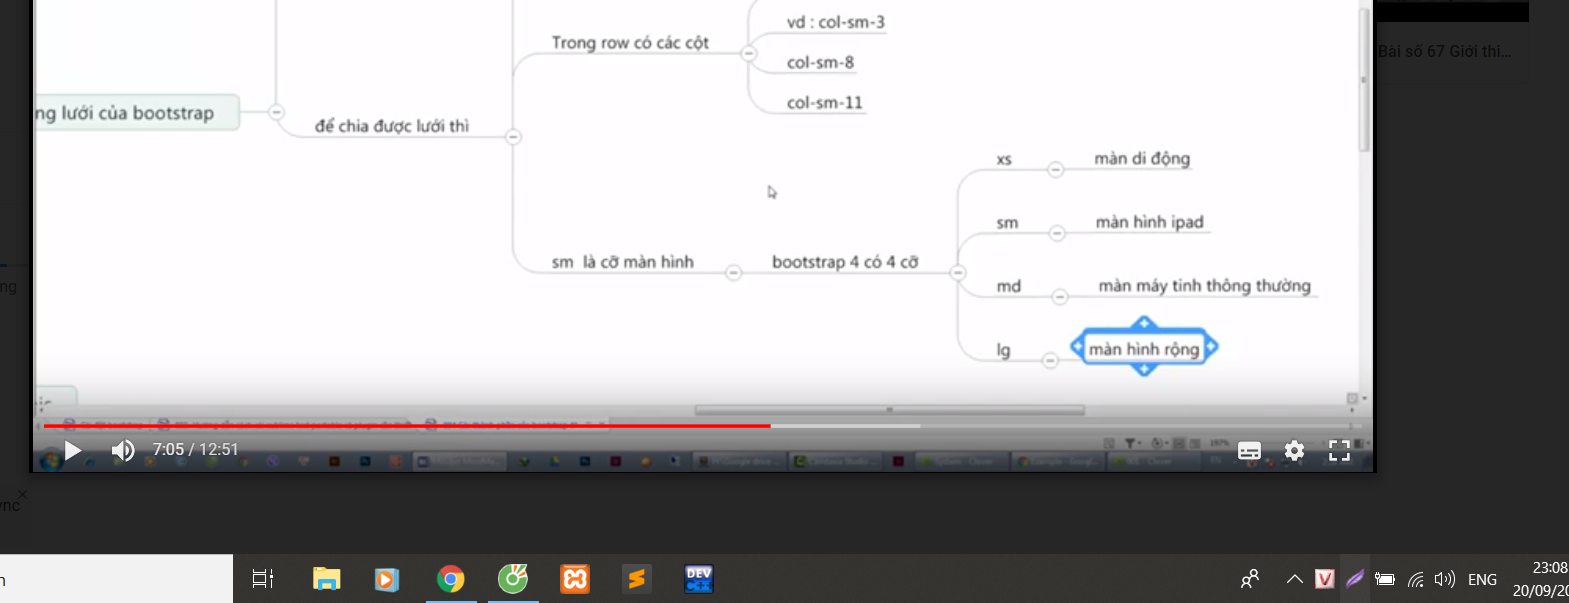 vd : col-sm-3
Trong row có các cột
Bài số 67 Giới thi...
col-sm-8
col-sm-11
ng lưới của bootstrap
để chia được lưới thì
xs
màn di động
sm
màn hình ipad
sm là cỡ màn hình
bootstrap 4 có 4 cỡ
md
màn máy tinh thông thường
ng
lg
màn hình rộng
7:05 / 12:51
ync
DEV
C++
ENG
23:08
20/09/20